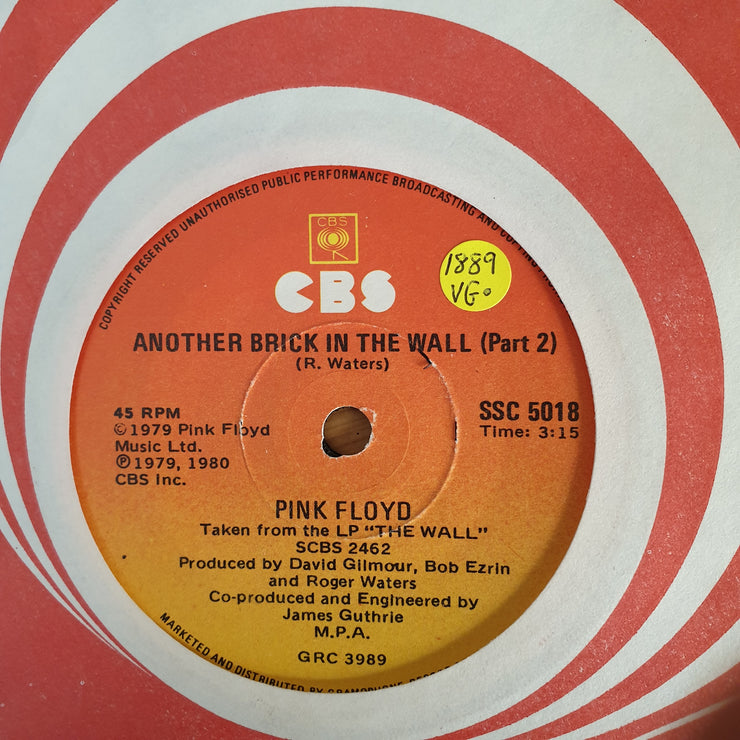 COPYRIGHT RESERVED UNAUTHORISED PUBLIC PERFORMANCE BROADCASTING AND
CBS
CBS
1889
VG.
ANOTHER BRICK IN THE WALL (Part 2)
(R. Waters)
45 RPM
© 1979 Pink Floyd
Music Ltd.
℗ 1979, 1980
CBS Inc.
SSC 5018
Time: 3:15
PINK FLOYD
Taken from the LP "THE WALL"
SCBS 2462
Produced by David Gilmour, Bob Ezrin
and Roger Waters
Co-produced and Engineered by
James Guthrie
M.P.A.
GRC 3989
MARKETED AND DISTRIBUTED BY GRAMOPHONE